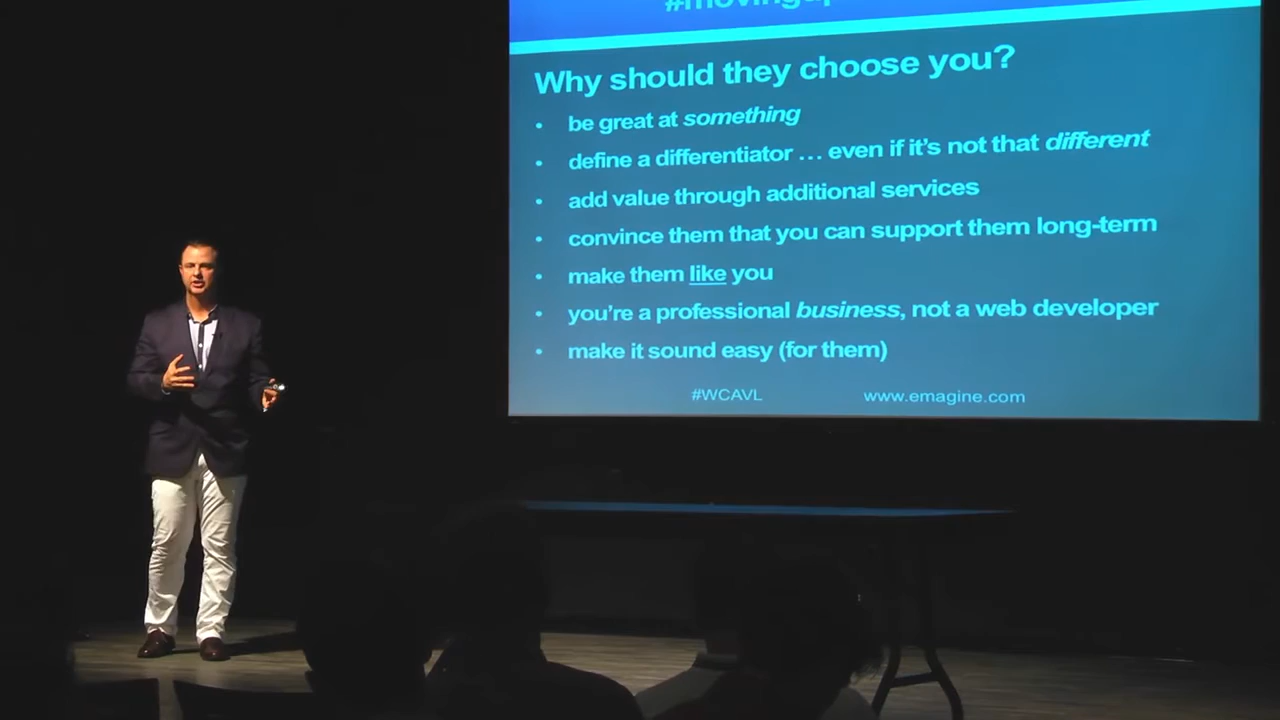 Why should they choose you?
• be great at something
• define a differentiator … even if it's not that different
• add value through additional services
• convince them that you can support them long-term
• make them like you
• you're a professional business, not a web developer
• make it sound easy (for them)
#WCAVL www.emagine.com